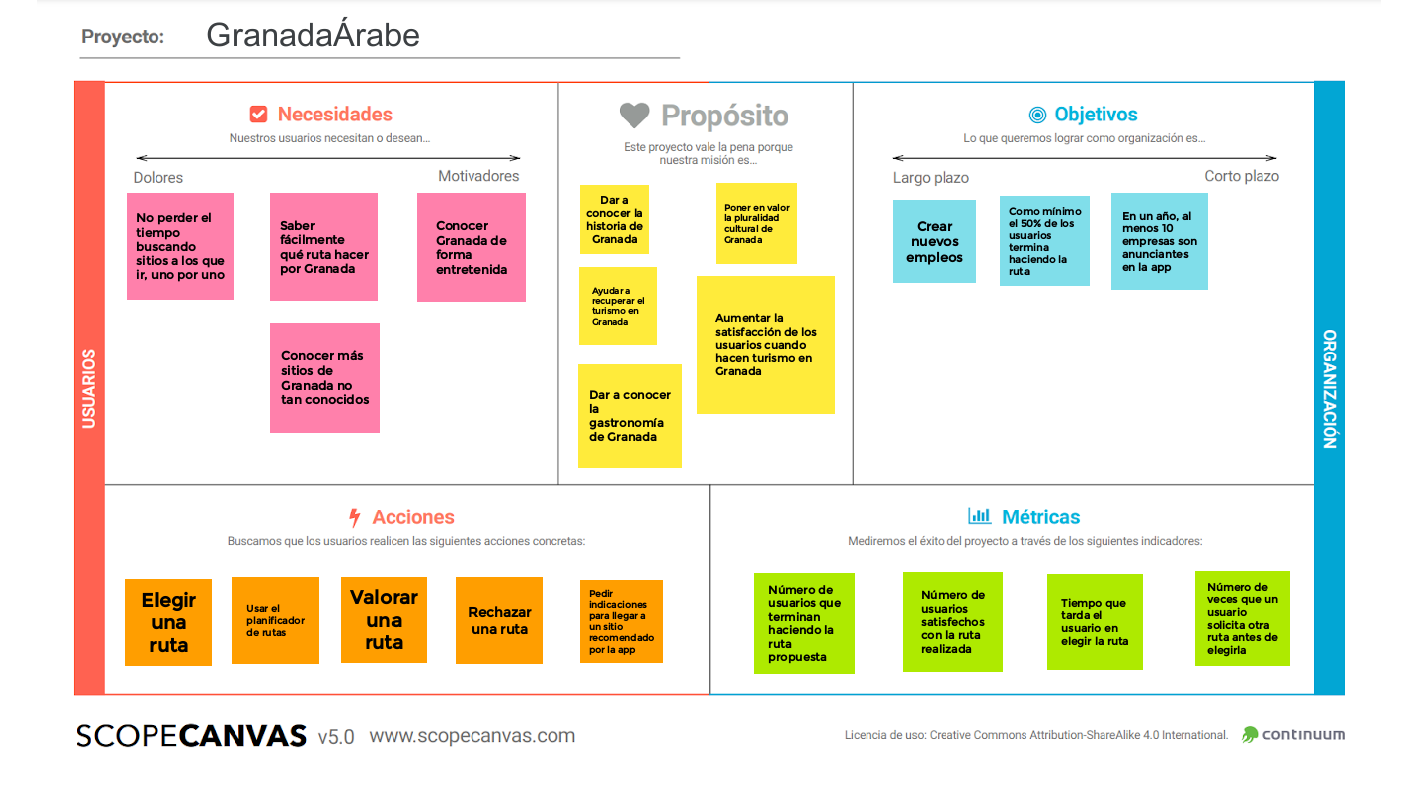 Proyecto: GranadaÁrabe
USUARIOS
Necesidades
Nuestros usuarios necesitan o desean...
Dolores
Motivadores
No perder el
tiempo
buscando
sitios a los que
ir, uno por uno
Saber
fácilmente
qué ruta hacer
por Granada
Conocer
Granada de
forma
entretenida
Conocer más
sitios de
Granada no
tan conocidos
Propósito
Este proyecto vale la pena porque
nuestra misión es...
Dar a
conocer la
historia de
Granada
Poner en valor
la pluralidad
cultural de
Granada
Ayudar a
recuperar el
turismo en
Granada
Aumentar la
satisfacción de los
usuarios cuando
hacen turismo en
Granada
Dar a conocer
la
gastronomía
de Granada
Objetivos
Lo que queremos lograr como organización es...
Largo plazo
Corto plazo
Crear
nuevos
empleos
Como mínimo
el 50% de los
usuarios
termina
haciendo la
ruta
En un año, al
menos 10
empresas son
anunciantes
en la app
ORGANIZACIÓN
Acciones
Buscamos que los usuarios realicen las siguientes acciones concretas:
Elegir
una
ruta
Usar el
planificador
de rutas
Valorar
una
ruta
Rechazar
una ruta
Pedir
indicaciones
para llegar a
un sitio
recomendado
por la app
Métricas
Mediremos el éxito del proyecto a través de los siguientes indicadores:
Número de
usuarios que
terminan
haciendo la
ruta
propuesta
Número de
usuarios
satisfechos
con la ruta
realizada
Tiempo que
tarda el
usuario en
elegir la ruta
Número de
veces que un
usuario
solicita otra
ruta antes de
elegirla
SCOPECANVAS v5.0 www.scopecanvas.com
Licencia de uso: Creative Commons Attribution-ShareAlike 4.0 International.
continuum